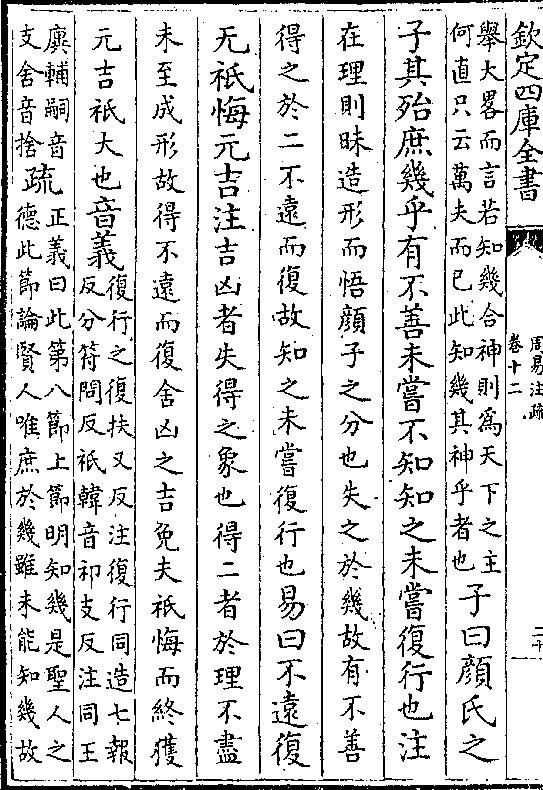 欽定四庫全書
周易注疏
卷十二
二十
舉大畧而言若知幾合神則為天下之主
何直只云萬夫而已此知幾其神乎者也
子曰顔氏之
子其殆庶幾乎有不善未嘗不知知之未嘗復行也注
在理則昧造形而悟顔子之分也失之於幾故有不善
得之於二不遠而復故知之未嘗復行也易曰不遠復
无祇悔元吉注吉凶者失得之象也得二者於理不盡
未至成形故得不遠而復舍凶之吉免夫祇悔而終獲
元吉祇大也音義
復行之復扶又反注復行同造七報
反分符問反祇韓音祁支反注同王
廙輔嗣音
支舍音捨
疏
正義曰此第八節上節明知幾是聖人之
德此節論賢人唯庶於幾雖未能知幾故